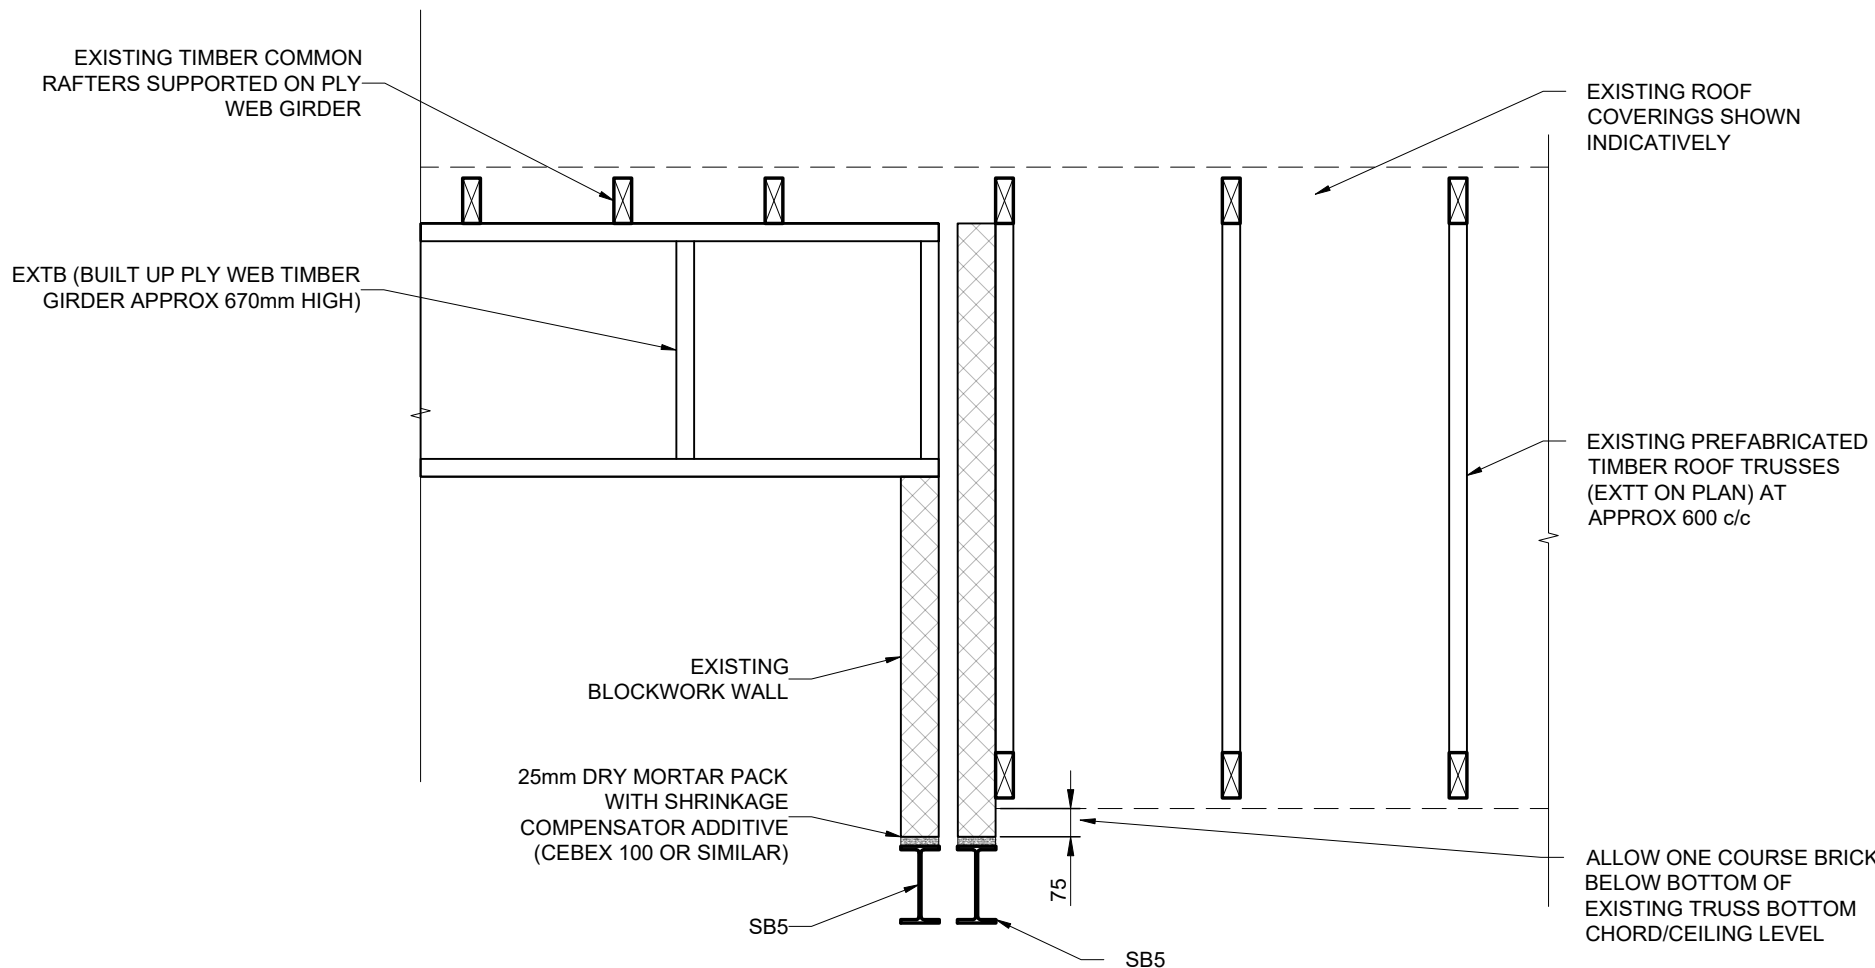 EXISTING TIMBER COMMON
RAFTERS SUPPORTED ON PLY
WEB GIRDER
EXISTING ROOF
COVERINGS SHOWN
INDICATIVELY
EXTB (BUILT UP PLY WEB TIMBER
GIRDER APPROX 670mm HIGH)
EXISTING PREFABRICATED
TIMBER ROOF TRUSSES
(EXTT ON PLAN) AT
APPROX 600 c/c
EXISTING
BLOCKWORK WALL
25mm DRY MORTAR PACK
WITH SHRINKAGE
COMPENSATOR ADDITIVE
(CEBEX 100 OR SIMILAR)
75
ALLOW ONE COURSE BRICK
BELOW BOTTOM OF
EXISTING TRUSS BOTTOM
CHORD/CEILING LEVEL
SB5
SB5